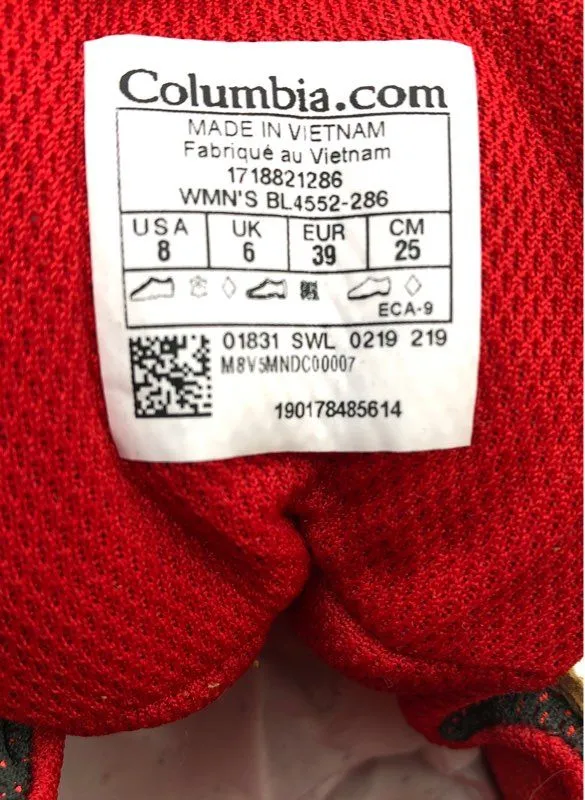 Columbia.com
MADE IN VIETNAM
Fabriqué au Vietnam
1718821286
WMN'S BL4552-286
USA UK EUR CM
8 6 39 25
ECA-9
01831 SWL 0219 219
M8V5MNDC00007
190178485614